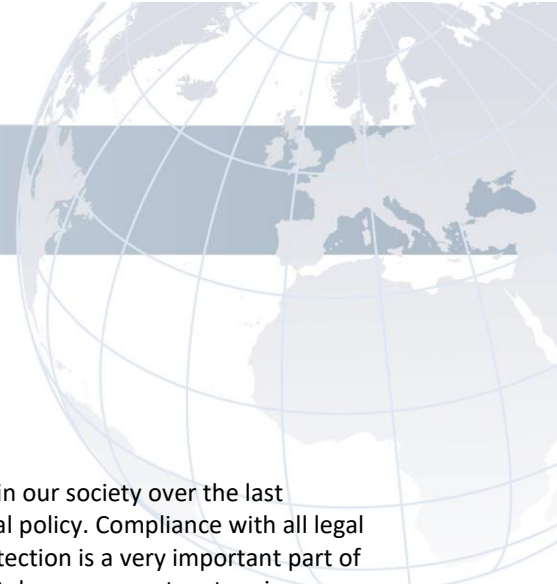 in our society over the last
al policy. Compliance with all legal
tection is a very important part of